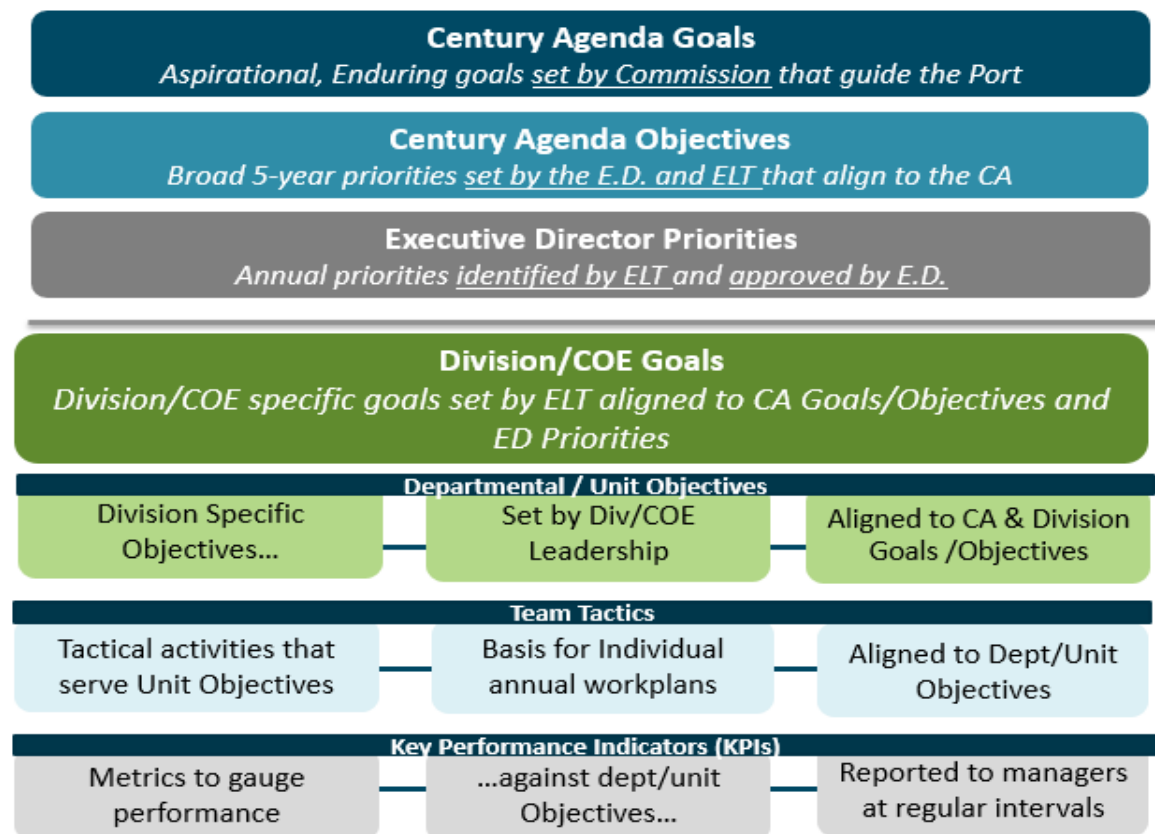 Century Agenda Goals
Aspirational, Enduring goals set by Commission that guide the Port
Century Agenda Objectives
Broad 5-year priorities set by the E.D. and ELT that align to the CA
Executive Director Priorities
Annual priorities identified by ELT and approved by E.D.
Division/COE Goals
Division/COE specific goals set by ELT aligned to CA Goals/Objectives and
ED Priorities
Departmental / Unit Objectives
Division Specific
Objectives…
Set by Div/COE
Leadership
Aligned to CA & Division
Goals /Objectives
Team Tactics
Tactical activities that
serve Unit Objectives
Basis for Individual
annual workplans
Aligned to Dept/Unit
Objectives
Key Performance Indicators (KPIs)
Metrics to gauge
performance
…against dept/unit
Objectives…
Reported to managers
at regular intervals